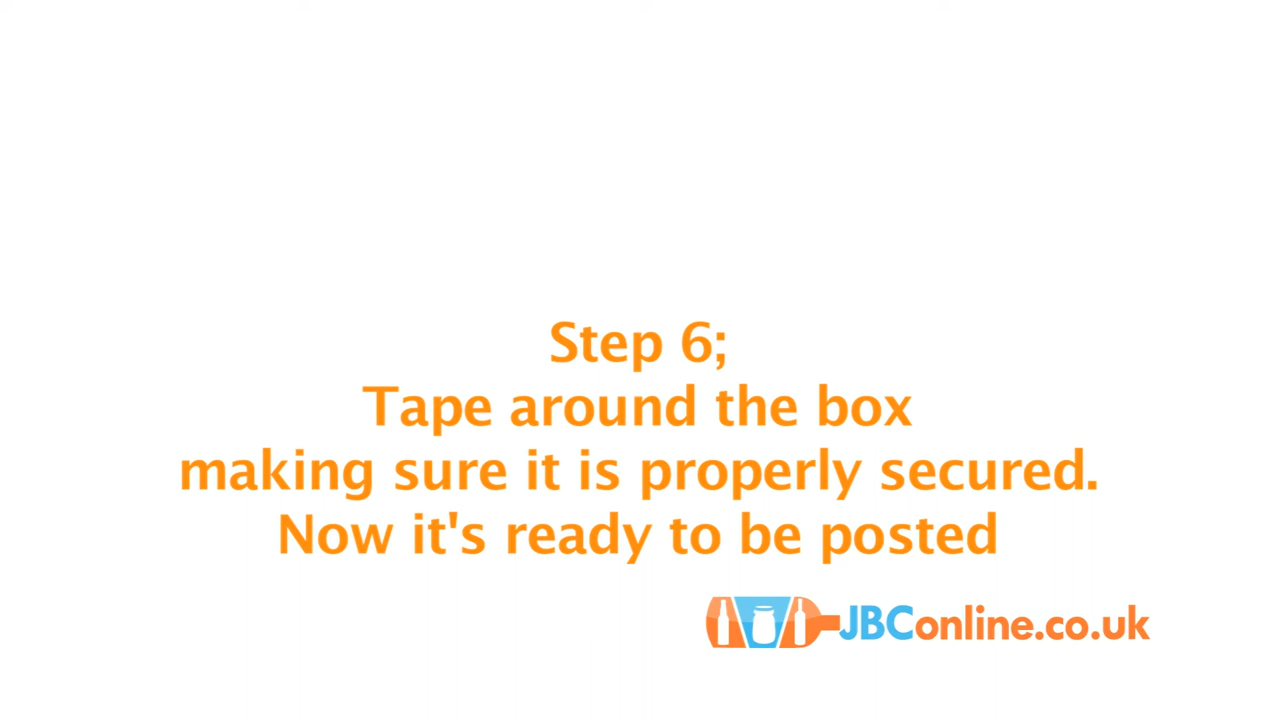 Step 6;
Tape around the box
making sure it is properly secured.
Now it's ready to be posted
JBConline.co.uk